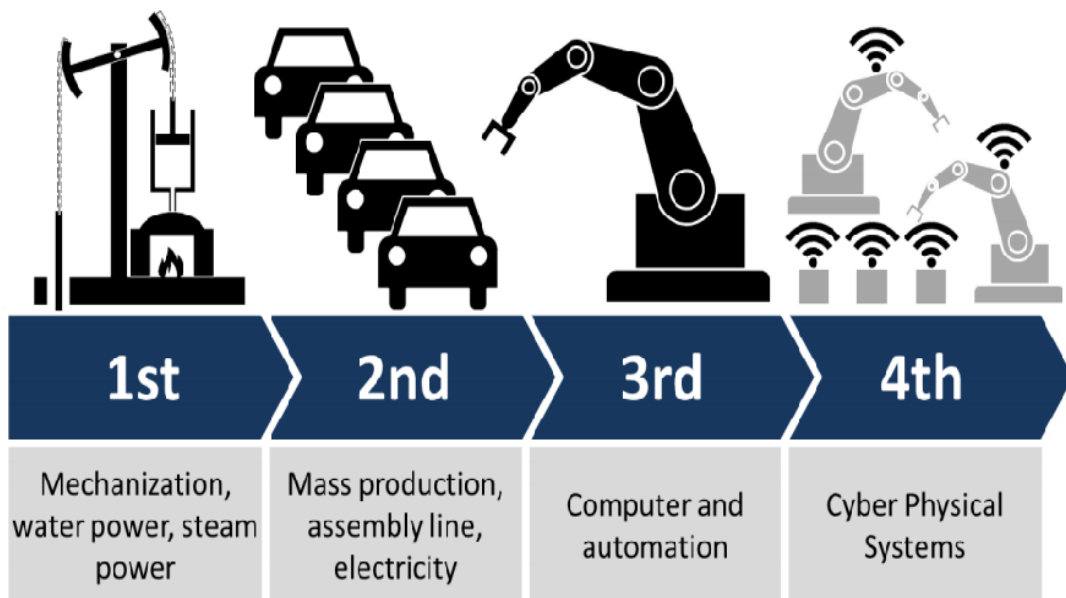 1st
2nd
3rd
4th
Mechanization,
water power, steam
power
Mass production,
assembly line,
electricity
Computer and
automation
Cyber Physical
Systems